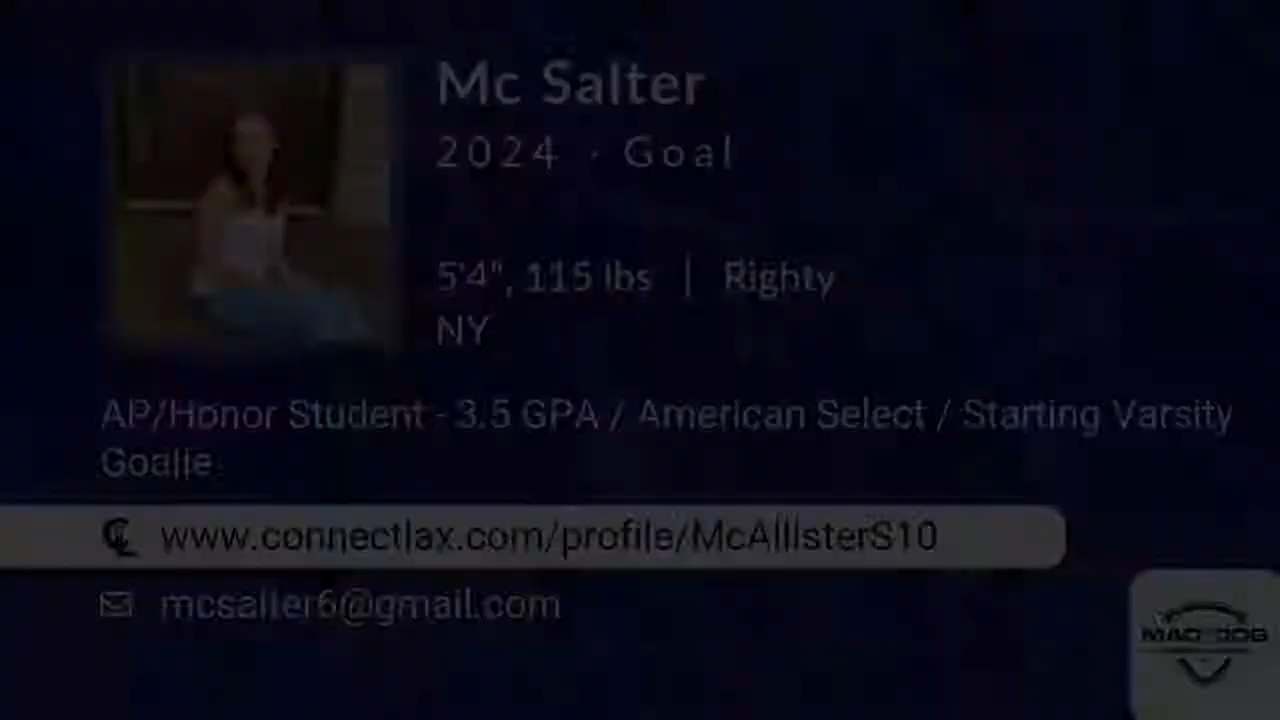 Mc Salter
2024 · Goal
5'4", 115 lbs | Righty
NY
AP/Honor Student - 3.5 GPA / American Select / Starting Varsity
Goalie
www.connectlax.com/profile/McAllisterS10
mcsalter6@gmail.com